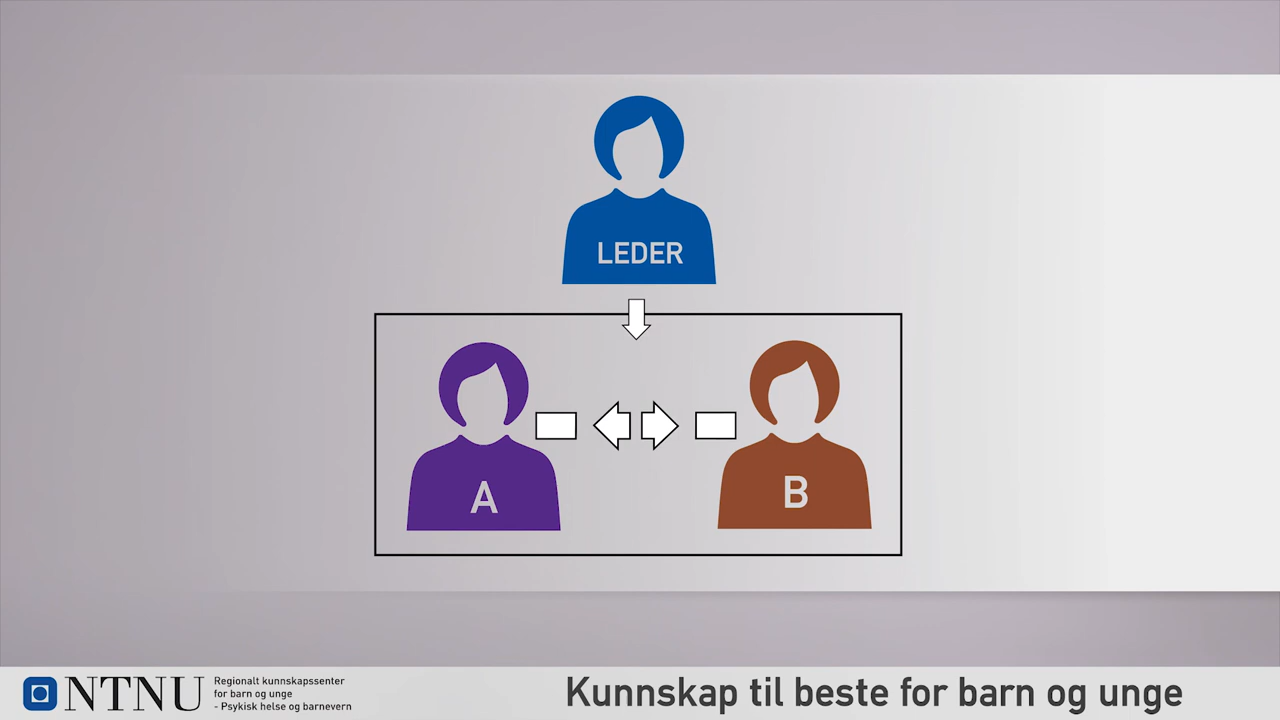 LEDER
A
B
NTNU
Regionalt kunnskapssenter
for barn og unge
- Psykisk helse og barnevern
Kunnskap til beste for barn og unge